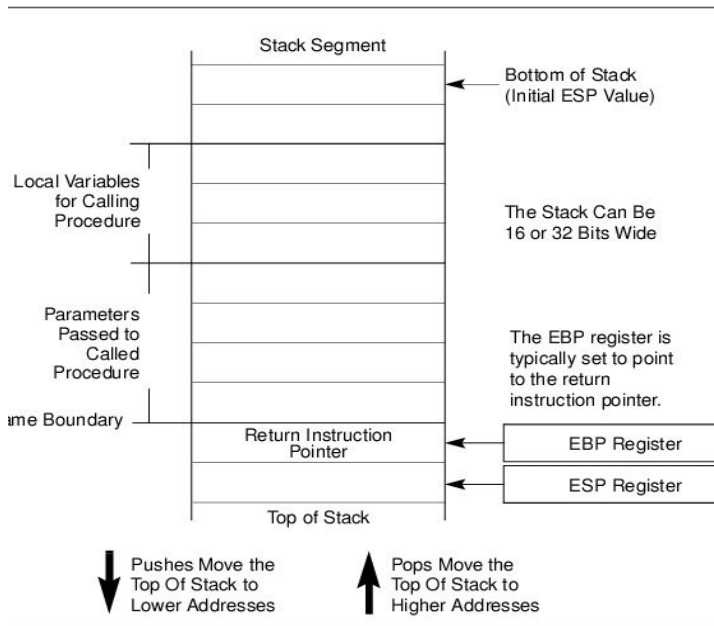 Stack Segment
Bottom of Stack
(Initial ESP Value)
Local Variables
for Calling
Procedure
The Stack Can Be
16 or 32 Bits Wide
Parameters
Passed to
Called
Procedure
The EBP register is
typically set to point
to the return
instruction pointer.
ame Boundary
Return Instruction
Pointer
EBP Register
ESP Register
Top of Stack
Pushes Move the
Top Of Stack to
Lower Addresses
Pops Move the
Top Of Stack to
Higher Addresses